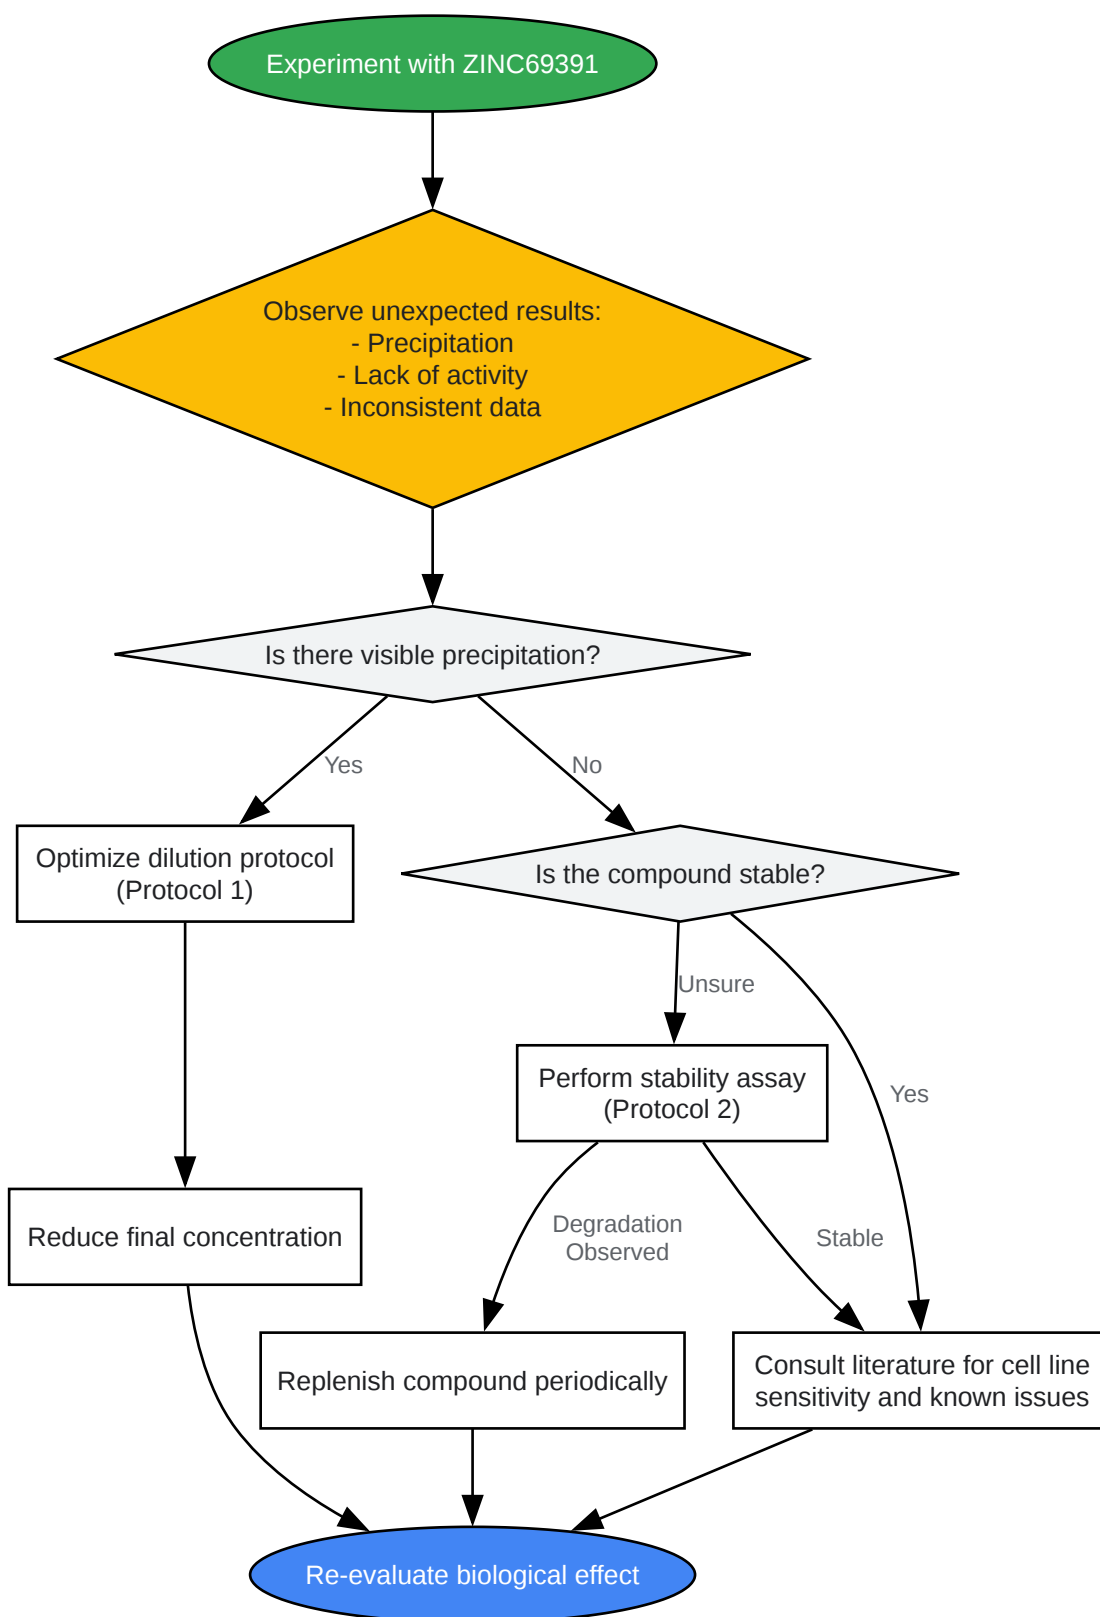 Experiment with ZINC69391
Observe unexpected results:
- Precipitation
- Lack of activity
- Inconsistent data
Is there visible precipitation?
Yes
No
Optimize dilution protocol
(Protocol 1)
Is the compound stable?
Unsure
Perform stability assay
(Protocol 2)
Yes
Reduce final concentration
Degradation
Observed
Stable
Replenish compound periodically
Consult literature for cell line
sensitivity and known issues
Re-evaluate biological effect